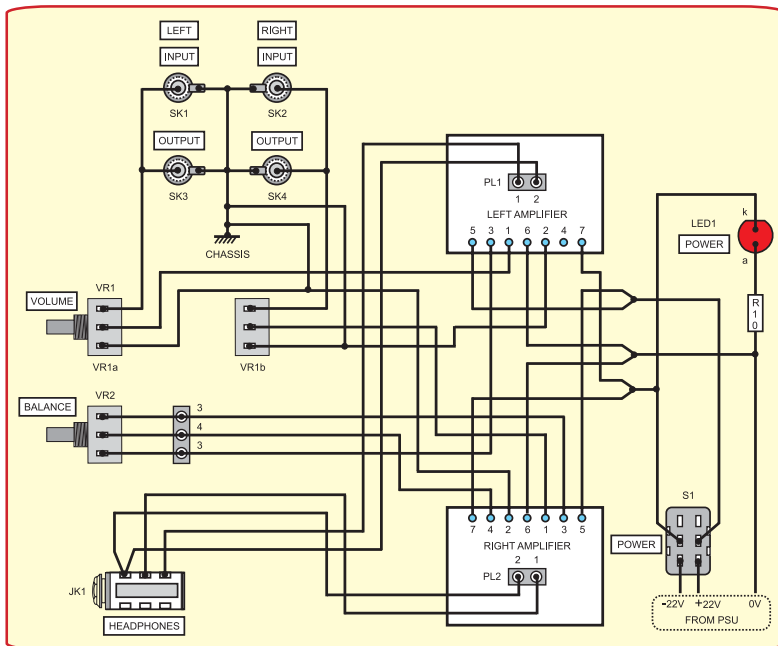 LEFT RIGHT
INPUT INPUT
SK1 SK2
OUTPUT OUTPUT
SK3 SK4
CHASSIS
PL1
1 2
LEFT AMPLIFIER
5 3 1 6 2 4 7
k
LED1
POWER
a
R10
VR1
VOLUME
VR1a VR1b
VR2
BALANCE
3
4
3
S1
POWER
-22V +22V 0V
FROM PSU
7 4 2 6 1 3 5
RIGHT AMPLIFIER
2 1
PL2
JK1
HEADPHONES